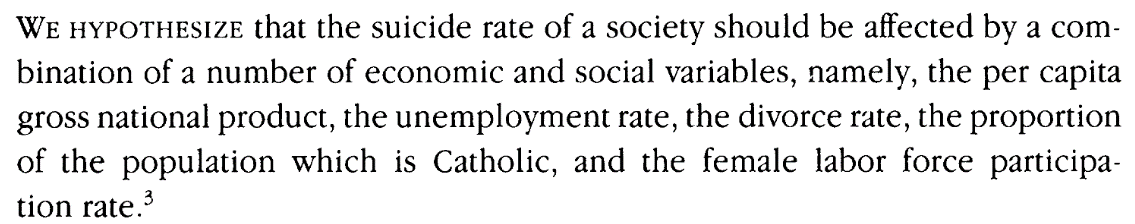 WE HYPOTHESIZE that the suicide rate of a society should be affected by a com-
bination of a number of economic and social variables, namely, the per capita
gross national product, the unemployment rate, the divorce rate, the proportion
of the population which is Catholic, and the female labor force participa-
tion rate.³